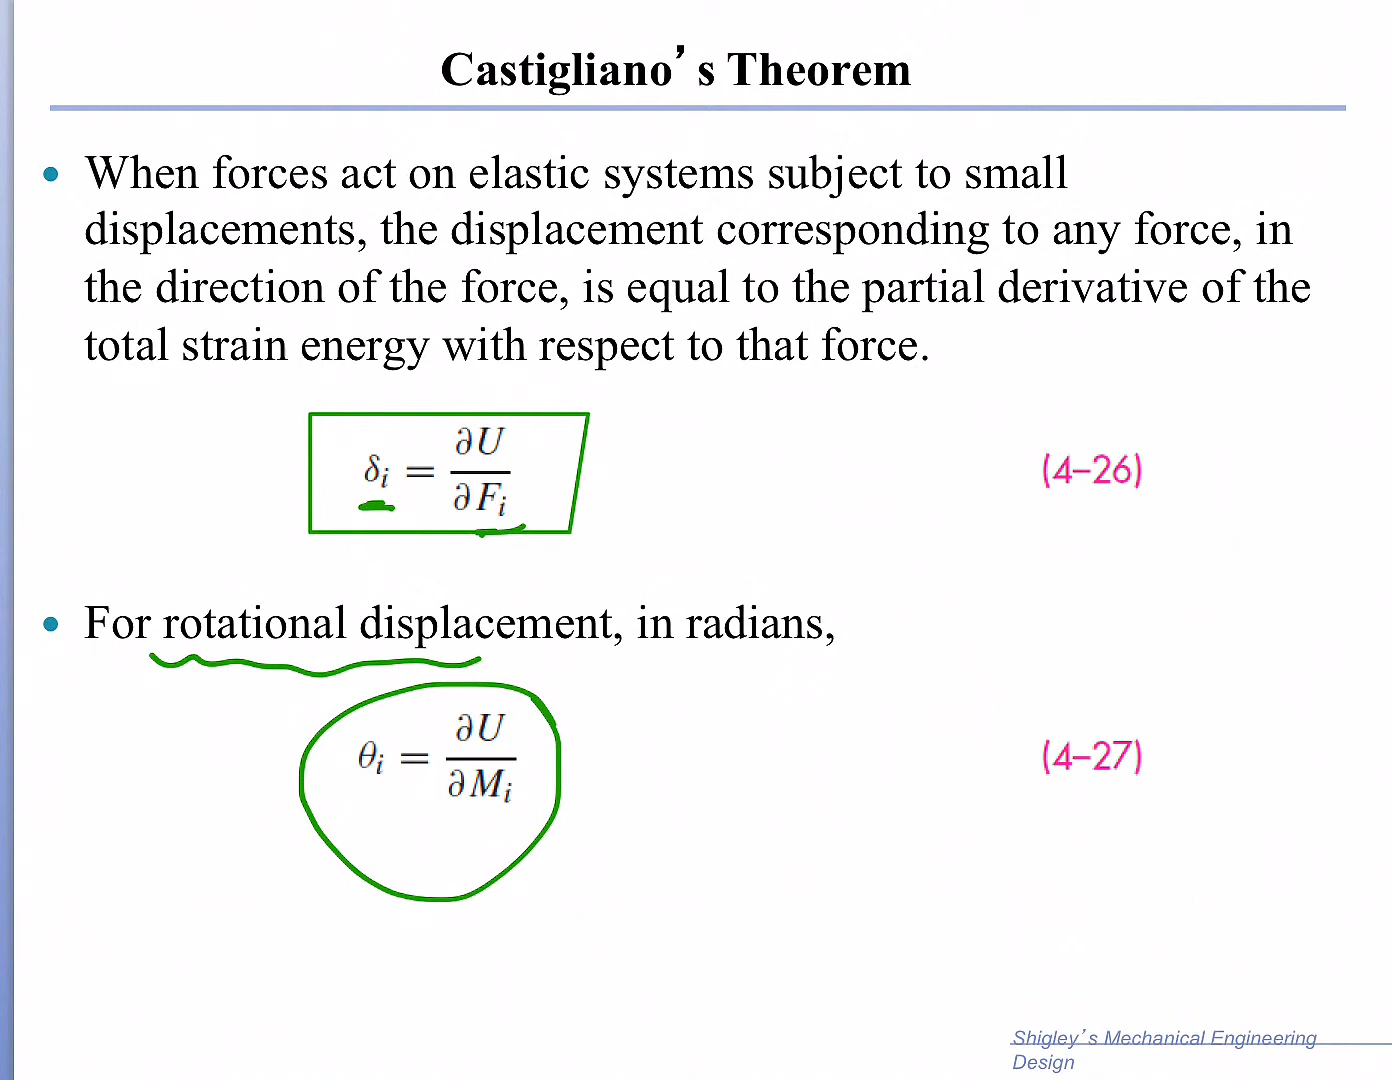 Castigliano’s Theorem
• When forces act on elastic systems subject to small
displacements, the displacement corresponding to any force, in
the direction of the force, is equal to the partial derivative of the
total strain energy with respect to that force.
δᵢ = ∂U / ∂Fᵢ (4–26)
• For rotational displacement, in radians,
θᵢ = ∂U / ∂Mᵢ (4–27)
Shigley’s Mechanical Engineering
Design